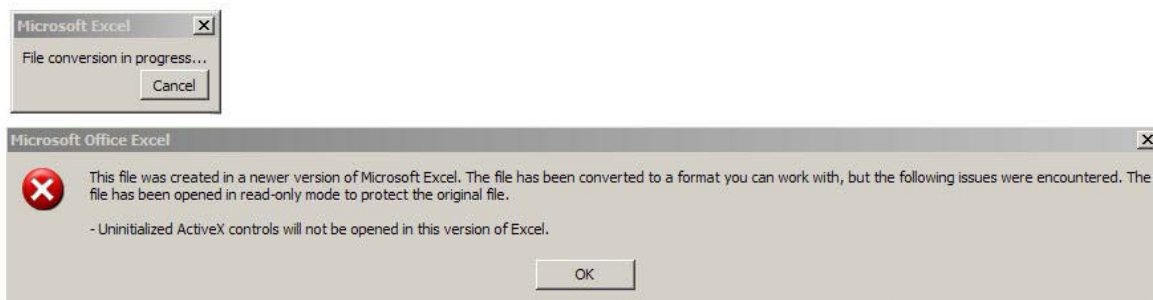 Microsoft Excel
File conversion in progress...
Cancel
Microsoft Office Excel
This file was created in a newer version of Microsoft Excel. The file has been converted to a format you can work with, but the following issues were encountered. The
file has been opened in read-only mode to protect the original file.
- Uninitialized ActiveX controls will not be opened in this version of Excel.
OK